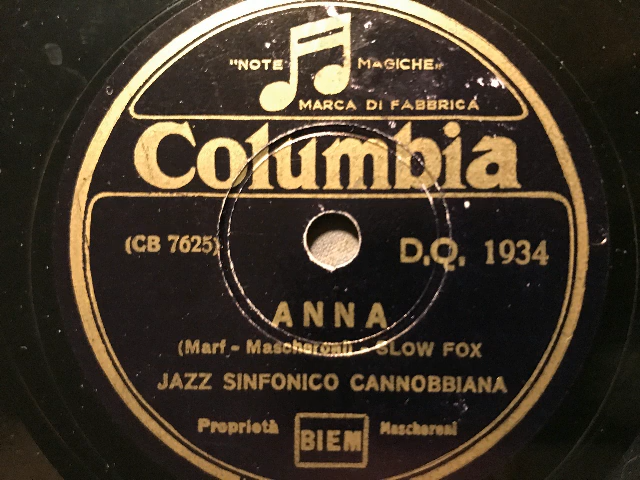 "NOTE MAGICHE„
MARCA DI FABBRICA
Columbia
(CB 7625) D.Q. 1934
ANNA
(Marf - Mascheroni) - SLOW FOX
JAZZ SINFONICO CANNOBBIANA
Proprietà BIEM Mascheroni